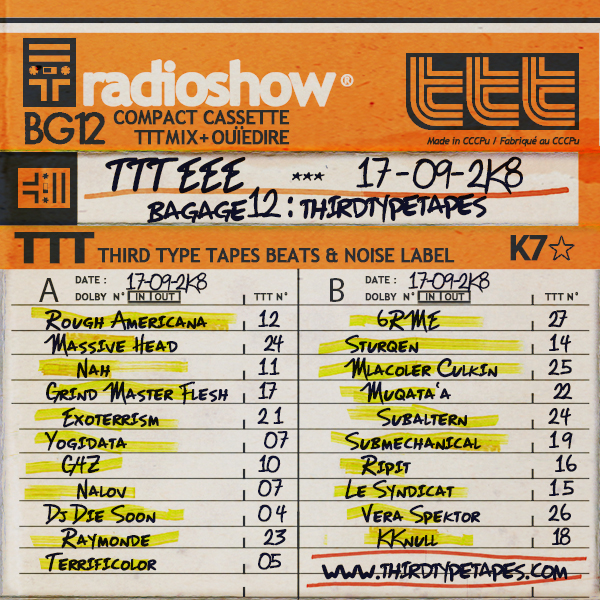 radioshow®
ttt
BG12 COMPACT CASSETTE
TTTMIX+OUÏEDIRE
Made in CCCPu / Fabriqué au CCCPu
TTT EEE *** 17-09-2K8
BAGAGE12 : THIRDTYPETAPES
TTT THIRD TYPE TAPES BEATS & NOISE LABEL K7☆
A DATE : 17-09-2K8
DOLBY N° IN | OUT TTT N°
ROUGH AMERICANA 12
MASSIVE HEAD 24
NAH 11
GRIND MASTER FLESH 17
EXOTERRISM 21
YOGIDATA 07
G4Z 10
NALOV 07
DJ DIE SOON 04
RAYMONDE 23
TERRIFICOLOR 05
B DATE : 17-09-2K8
DOLBY N° IN | OUT TTT N°
6RME 27
STURQEN 14
MLACOLER CULKIN 25
MUQATA'A 22
SUBALTERN 24
SUBMECHANICAL 19
RIPIT 16
LE SYNDICAT 15
VERA SPEKTOR 26
KKNULL 18
WWW.THIRDTYPETAPES.COM